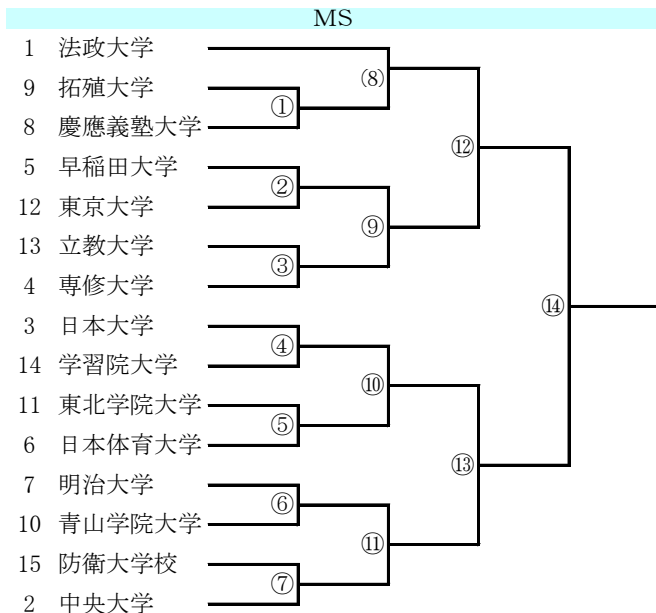 MS
1 法政大学
(8)
9 拓殖大学
①
8 慶應義塾大学
⑫
5 早稲田大学
②
12 東京大学
⑨
13 立教大学
③
4 専修大学
⑭
3 日本大学
④
14 学習院大学
⑩
11 東北学院大学
⑤
6 日本体育大学
⑬
7 明治大学
⑥
10 青山学院大学
⑪
15 防衛大学校
⑦
2 中央大学